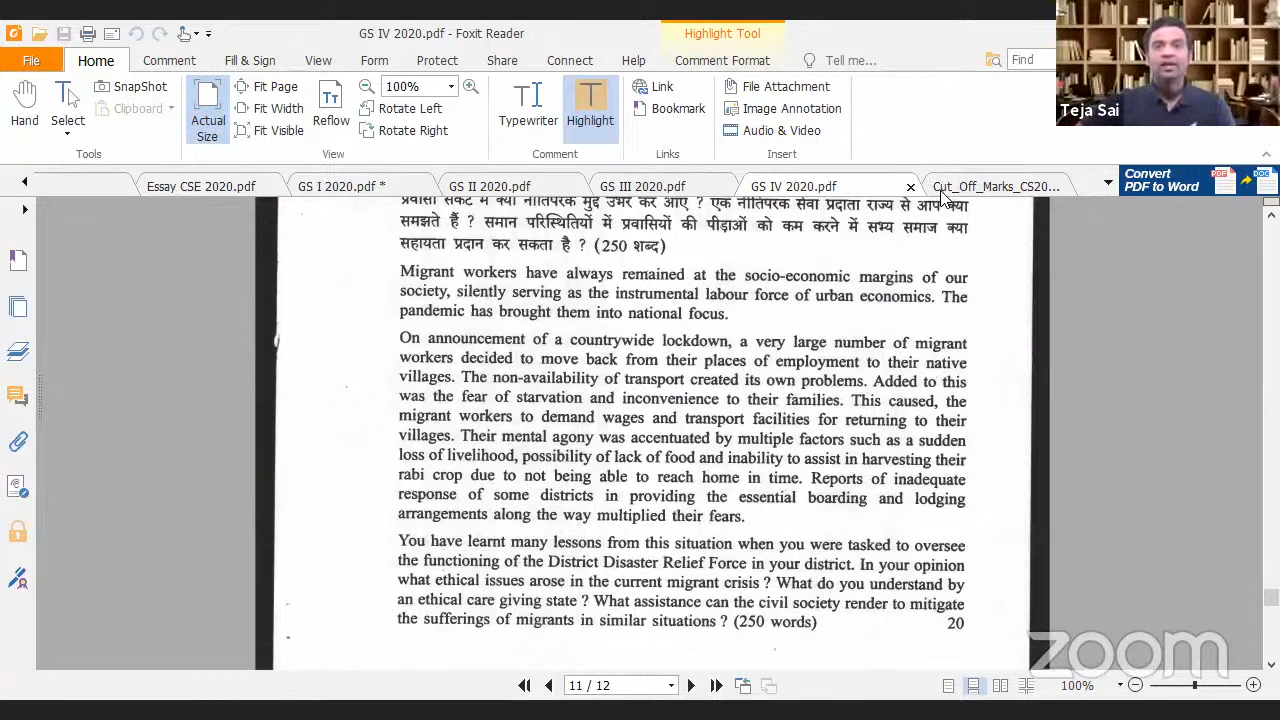 GS IV 2020.pdf - Foxit Reader
Highlight Tool
File
Home
Comment
Fill & Sign
View
Form
Protect
Share
Connect
Help
Comment Format
Tell me...
Find
Hand
Select
SnapShot
Clipboard
Actual Size
Fit Page
Fit Width
Fit Visible
Reflow
100%
Rotate Left
Rotate Right
Typewriter
Highlight
Link
Bookmark
File Attachment
Image Annotation
Audio & Video
Tools
View
Comment
Links
Insert
Teja Sai
Essay CSE 2020.pdf
GS I 2020.pdf *
GS II 2020.pdf
GS III 2020.pdf
GS IV 2020.pdf
Cut_Off_Marks_CS20...
Convert
PDF to Word
PDF
DOC
प्रवासी संकट में क्या नीतिपरक मुद्दे उभर कर आए ? एक नीतिपरक सेवा प्रदाता राज्य से आप क्या
समझते हैं ? समान परिस्थितियों में प्रवासियों की पीड़ाओं को कम करने में सभ्य समाज क्या
सहायता प्रदान कर सकता है ? (250 शब्द)
Migrant workers have always remained at the socio-economic margins of our
society, silently serving as the instrumental labour force of urban economics. The
pandemic has brought them into national focus.
On announcement of a countrywide lockdown, a very large number of migrant
workers decided to move back from their places of employment to their native
villages. The non-availability of transport created its own problems. Added to this
was the fear of starvation and inconvenience to their families. This caused, the
migrant workers to demand wages and transport facilities for returning to their
villages. Their mental agony was accentuated by multiple factors such as a sudden
loss of livelihood, possibility of lack of food and inability to assist in harvesting their
rabi crop due to not being able to reach home in time. Reports of inadequate
response of some districts in providing the essential boarding and lodging
arrangements along the way multiplied their fears.
You have learnt many lessons from this situation when you were tasked to oversee
the functioning of the District Disaster Relief Force in your district. In your opinion
what ethical issues arose in the current migrant crisis ? What do you understand by
an ethical care giving state ? What assistance can the civil society render to mitigate
the sufferings of migrants in similar situations ? (250 words) 20
zoom
11 / 12
100%